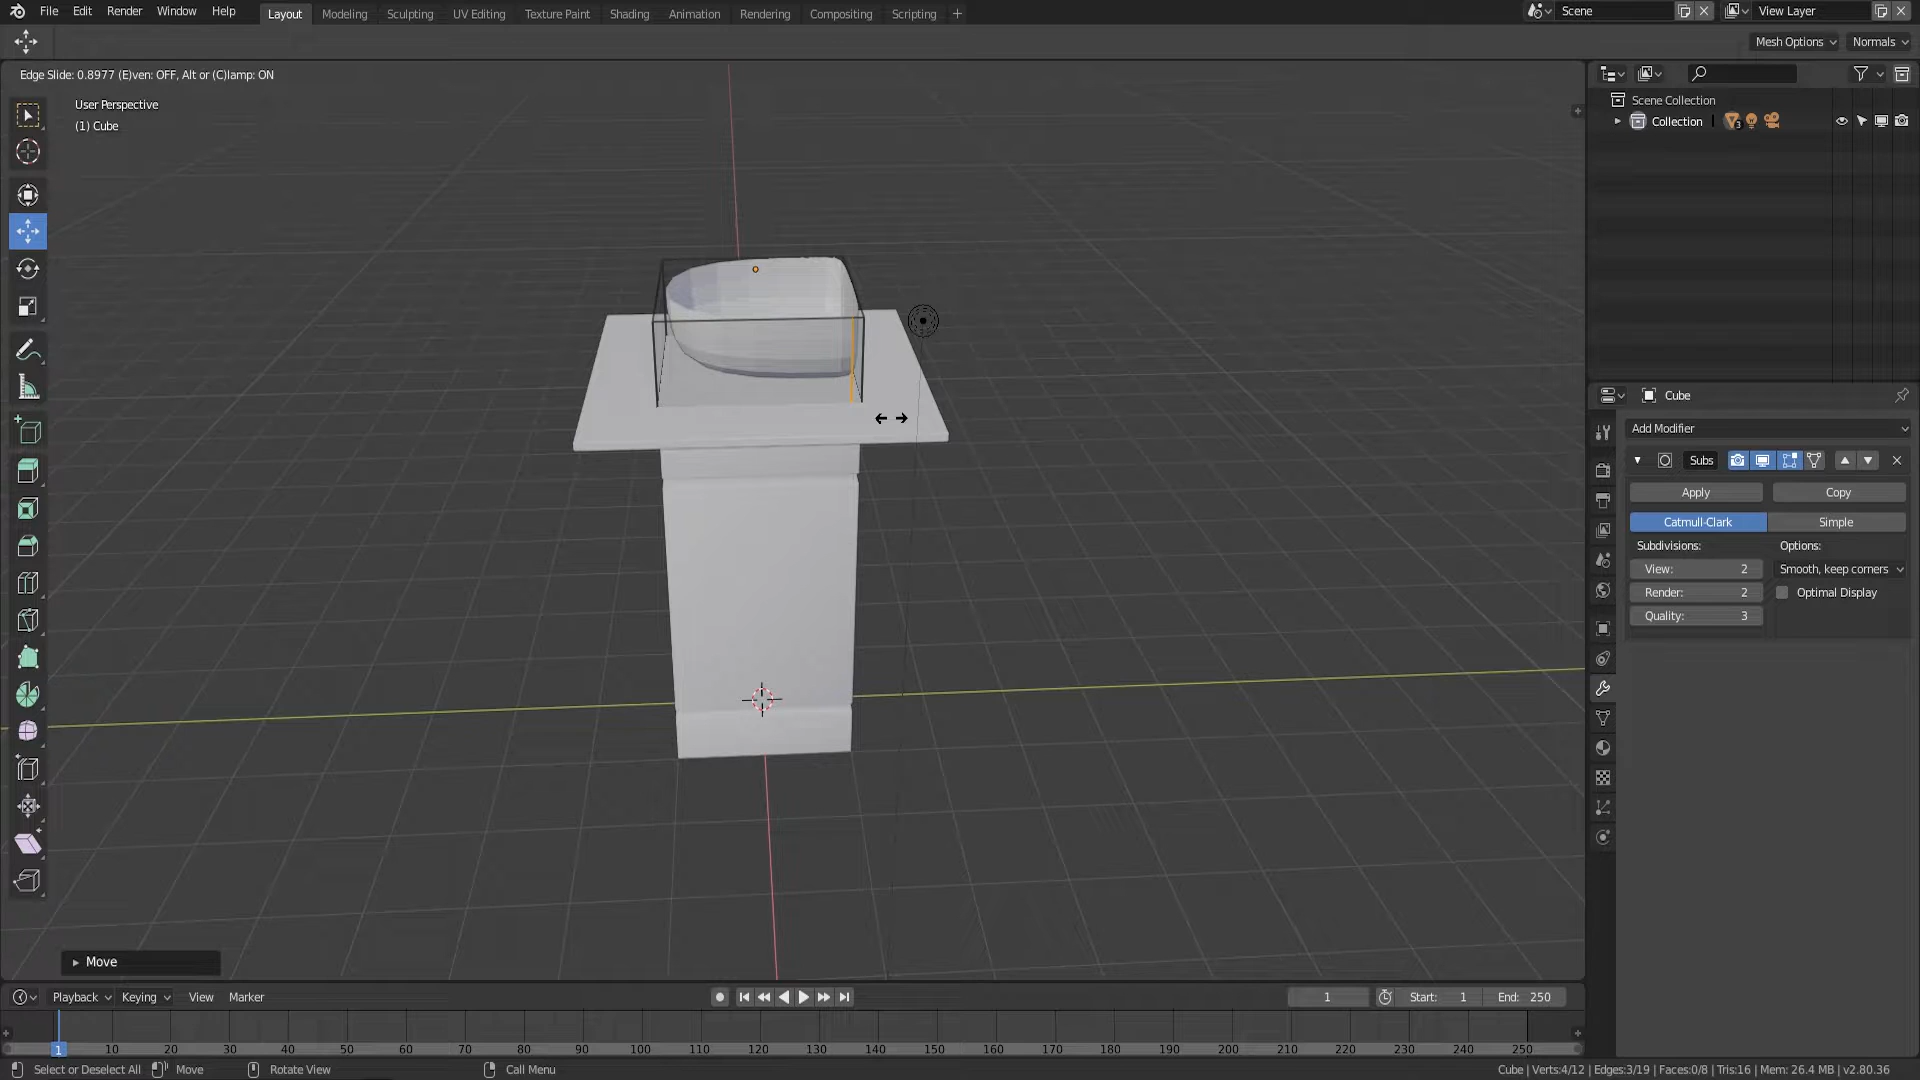 File Edit Render Window Help Layout Modeling Sculpting UV Editing Texture Paint Shading Animation Rendering Compositing Scripting + Scene View Layer
Mesh Options Normals
Edge Slide: 0.8977 (E)ven: OFF, Alt or (C)lamp: ON
User Perspective
(1) Cube
Scene Collection
Collection 3
Cube
Add Modifier
Subs
Apply Copy
Catmull-Clark Simple
Subdivisions: Options:
View: 2 Smooth, keep corners
Render: 2 Optimal Display
Quality: 3
Move
Playback Keying View Marker 1 Start: 1 End: 250
1 10 20 30 40 50 60 70 80 90 100 110 120 130 140 150 160 170 180 190 200 210 220 230 240 250
Select or Deselect All Move Rotate View Call Menu Cube | Verts:4/12 | Edges:3/19 | Faces:0/8 | Tris:16 | Mem: 26.4 MB | v2.80.36